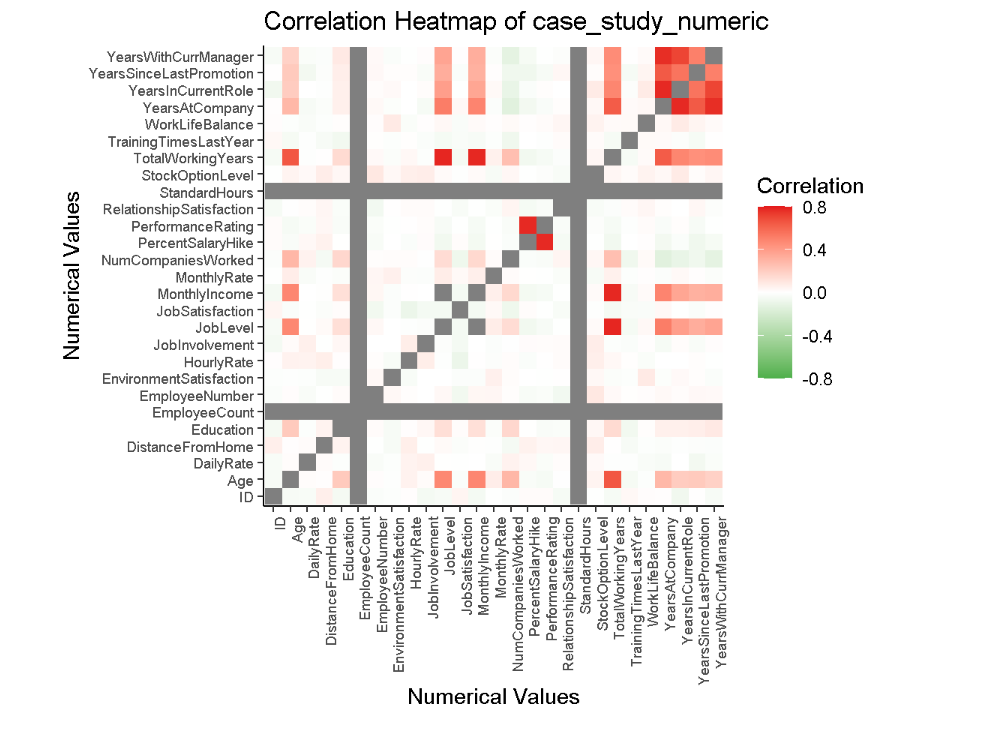 Correlation Heatmap of case_study_numeric
Numerical Values
YearsWithCurrManager
YearsSinceLastPromotion
YearsInCurrentRole
YearsAtCompany
WorkLifeBalance
TrainingTimesLastYear
TotalWorkingYears
StockOptionLevel
StandardHours
RelationshipSatisfaction
PerformanceRating
PercentSalaryHike
NumCompaniesWorked
MonthlyRate
MonthlyIncome
JobSatisfaction
JobLevel
JobInvolvement
HourlyRate
EnvironmentSatisfaction
EmployeeNumber
EmployeeCount
Education
DistanceFromHome
DailyRate
Age
ID
ID
Age
DailyRate
DistanceFromHome
Education
EmployeeCount
EmployeeNumber
EnvironmentSatisfaction
HourlyRate
JobInvolvement
JobLevel
JobSatisfaction
MonthlyIncome
MonthlyRate
NumCompaniesWorked
PercentSalaryHike
PerformanceRating
RelationshipSatisfaction
StandardHours
StockOptionLevel
TotalWorkingYears
TrainingTimesLastYear
WorkLifeBalance
YearsAtCompany
YearsInCurrentRole
YearsSinceLastPromotion
YearsWithCurrManager
Numerical Values
Correlation
0.8
0.4
0.0
-0.4
-0.8